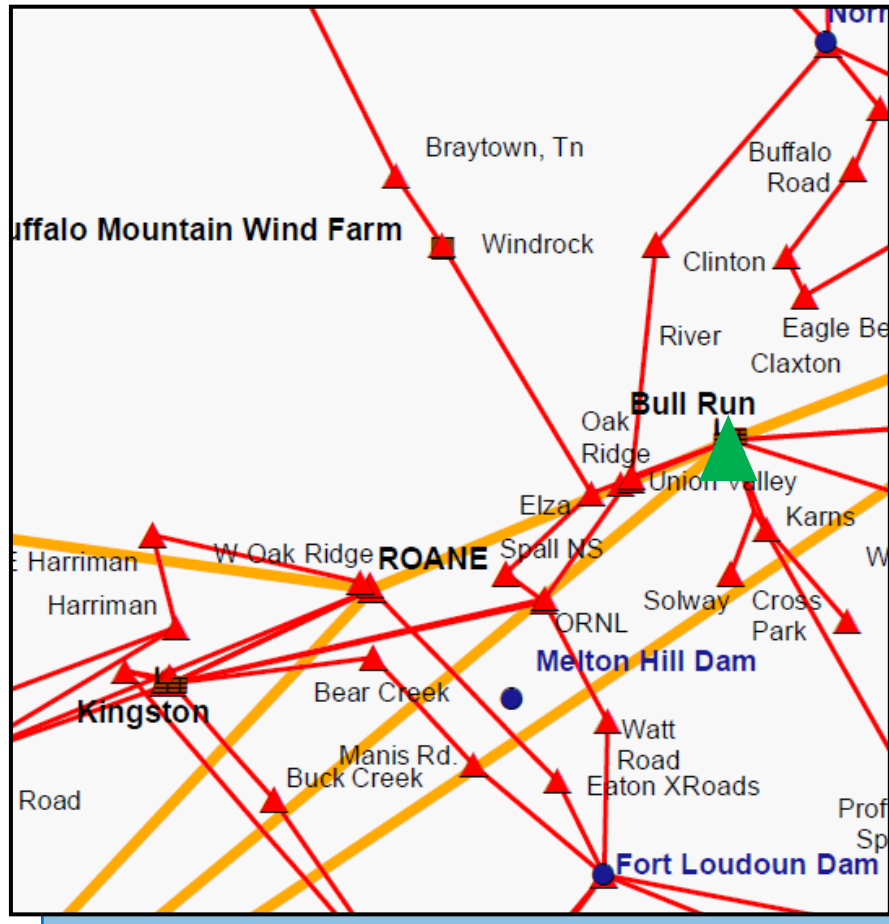 Norr
Braytown, Tn
Buffalo
Road
uffalo Mountain Wind Farm
Windrock
Clinton
Eagle Be
River
Claxton
Bull Run
Oak
Ridge
Union Valley
Elza
Karns
E Harriman
W Oak Ridge
ROANE
Spall NS
W
Harriman
Solway
Cross
Park
ORNL
Melton Hill Dam
Bear Creek
Kingston
Watt
Road
Manis Rd.
Buck Creek
Eaton XRoads
Road
Prof
Sp
Fort Loudoun Dam